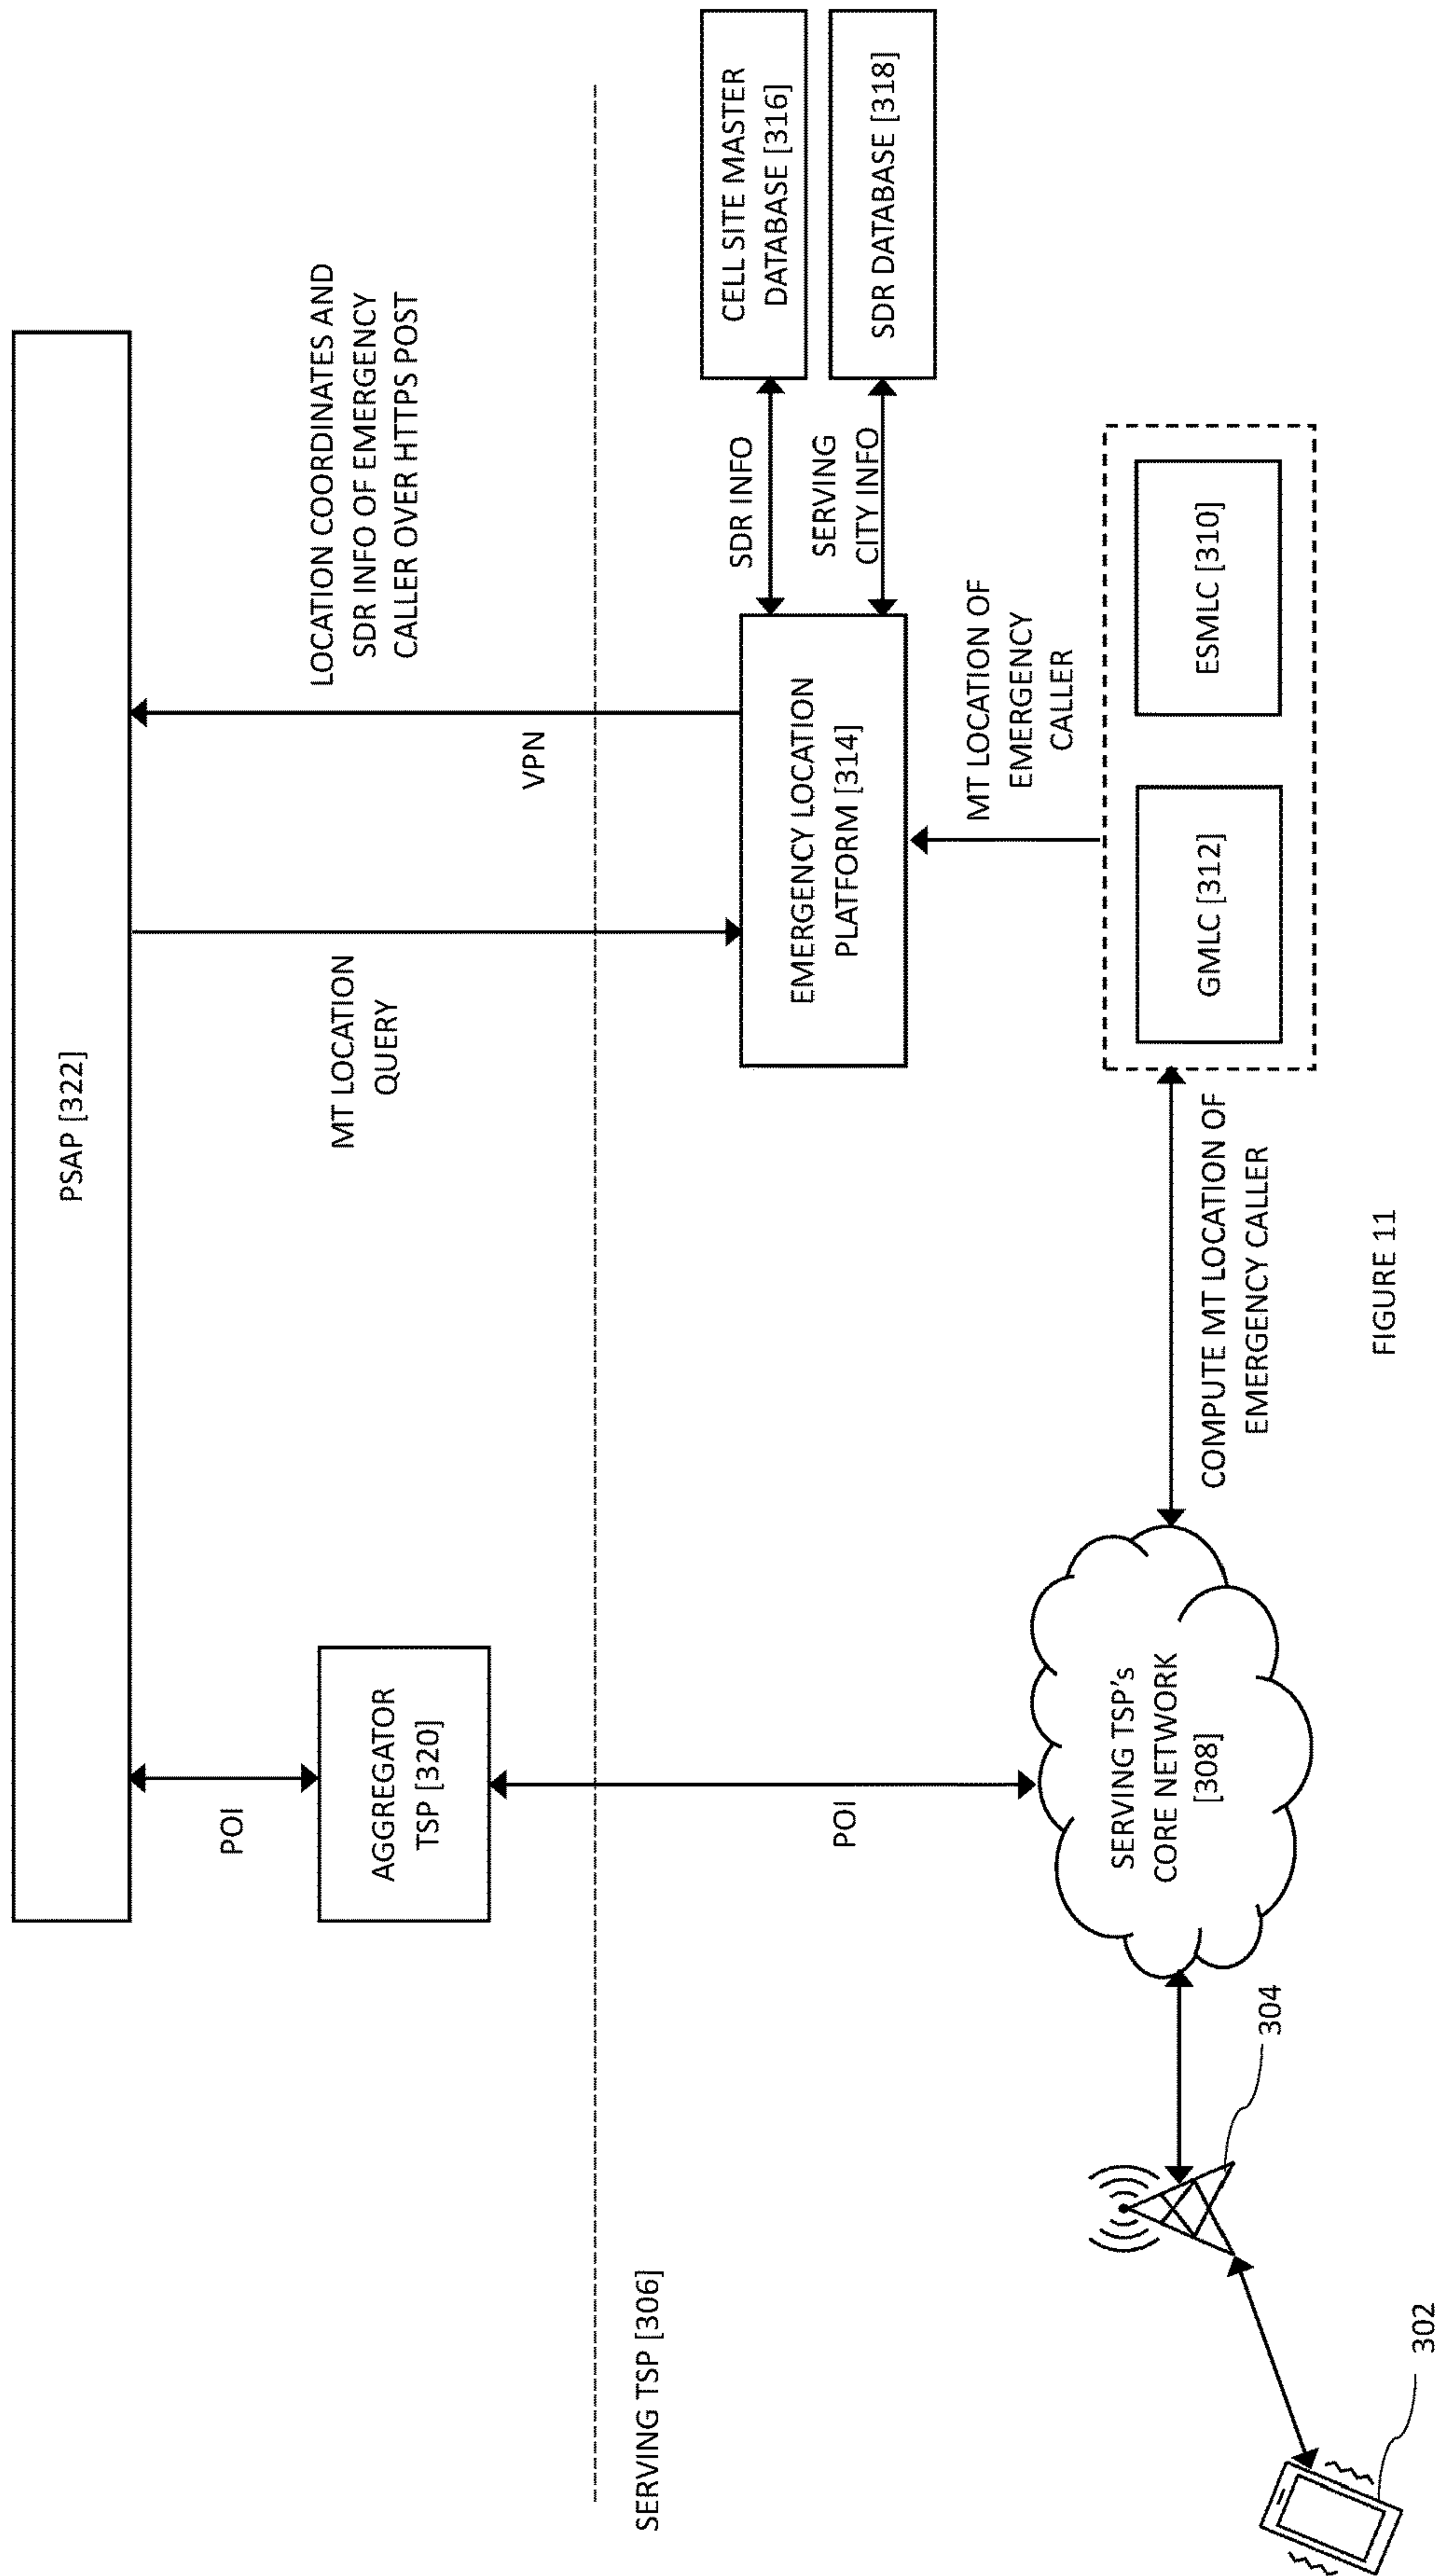 PSAP [322]
POI
AGGREGATOR
TSP [320]
MT LOCATION
QUERY
LOCATION COORDINATES AND
SDR INFO OF EMERGENCY
CALLER OVER HTTPS POST
VPN
SERVING TSP [306]
POI
EMERGENCY LOCATION
PLATFORM [314]
SDR INFO
SERVING
CITY INFO
CELL SITE MASTER
DATABASE [316]
SDR DATABASE [318]
MT LOCATION OF
EMERGENCY
CALLER
SERVING TSP's
CORE NETWORK
[308]
COMPUTE MT LOCATION OF
EMERGENCY CALLER
GMLC [312]
ESMLC [310]
304
302
FIGURE 11